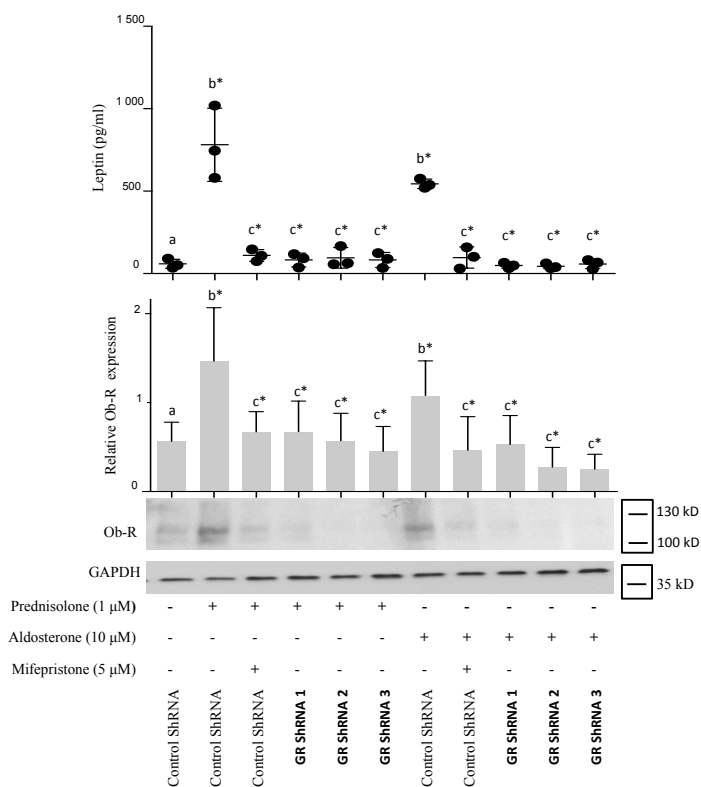 1 500
1 000
500
0
Leptin (pg/ml)
a
b*
c*
c*
c*
c*
b*
c*
c*
c*
c*
2
1
0
Relative Ob-R expression
a
b*
c*
c*
c*
c*
b*
c*
c*
c*
c*
Ob-R
130 kD
100 kD
GAPDH
35 kD
Prednisolone (1 μM) - + + + + + - - - - -
Aldosterone (10 μM) - - - - - - + + + + +
Mifepristone (5 μM) - - + - - - - + - - -
Control ShRNA
Control ShRNA
Control ShRNA
GR ShRNA 1
GR ShRNA 2
GR ShRNA 3
Control ShRNA
Control ShRNA
GR ShRNA 1
GR ShRNA 2
GR ShRNA 3